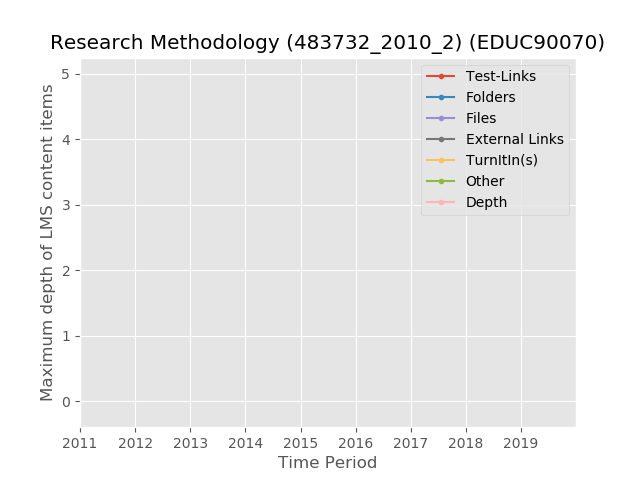 Research Methodology (483732_2010_2) (EDUC90070)
Maximum depth of LMS content items
5
4
3
2
1
0
Test-Links
Folders
Files
External Links
TurnItIn(s)
Other
Depth
2011 2012 2013 2014 2015 2016 2017 2018 2019
Time Period